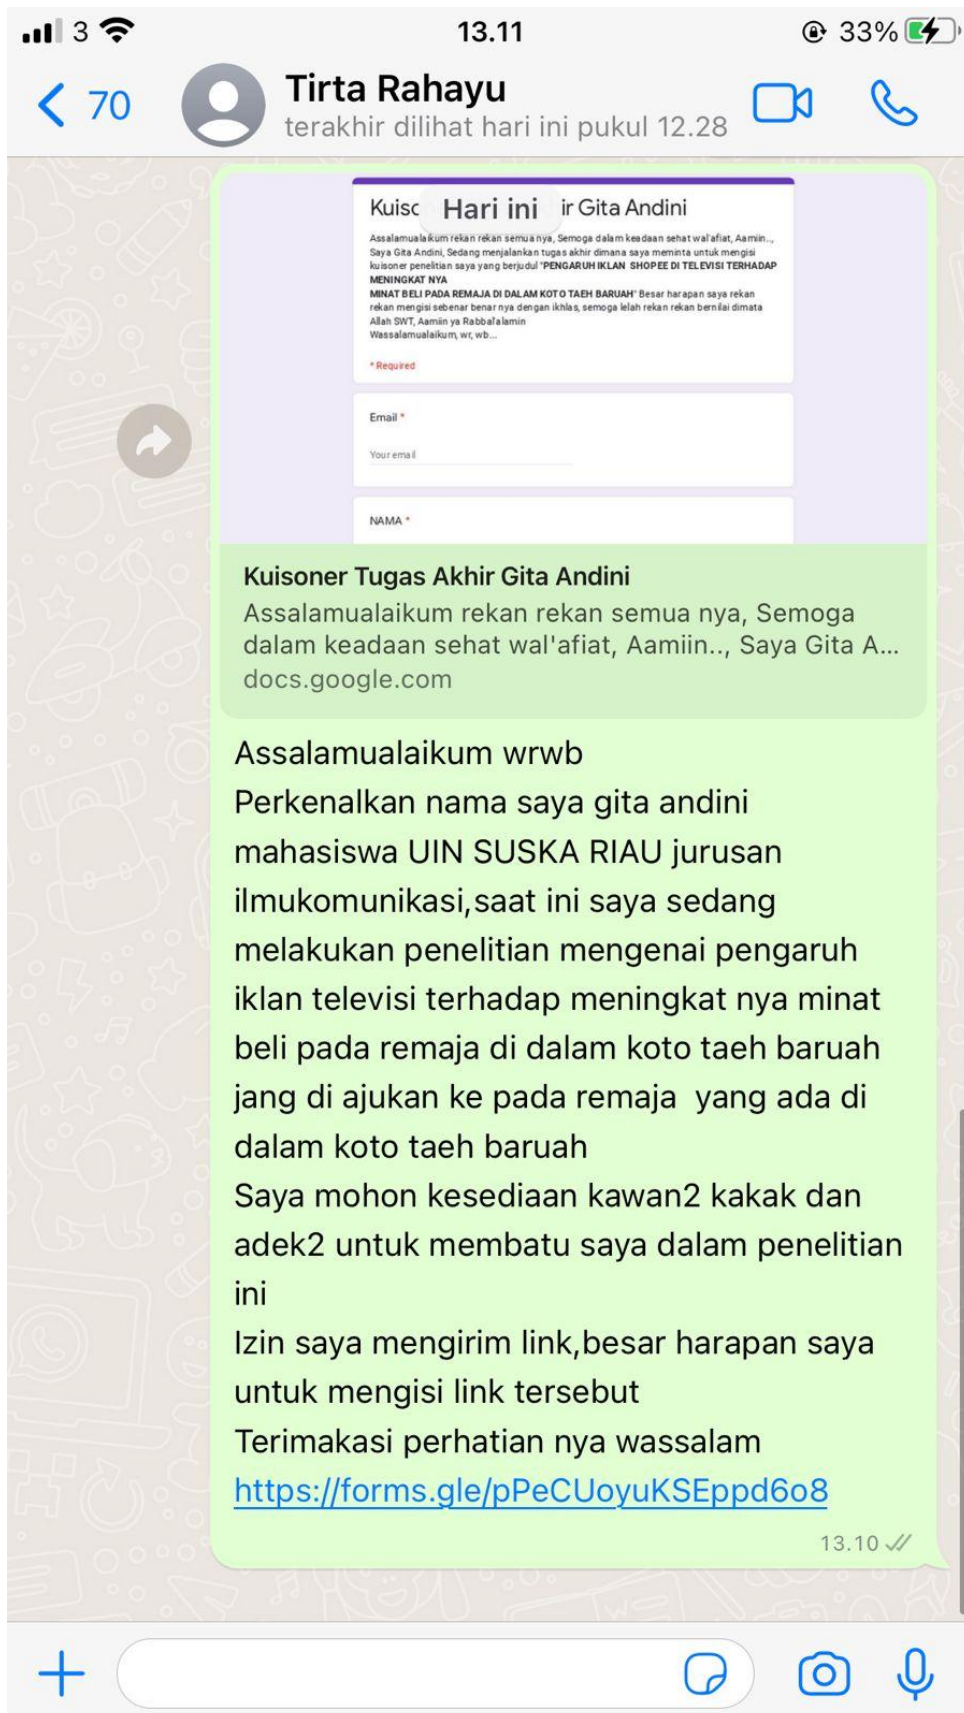 3 13.11 33%
70 Tirta Rahayu
terakhir dilihat hari ini pukul 12.28
Hari ini
Kuisc ir Gita Andini
Assalamualaikum rekan rekan semua nya, Semoga dalam keadaan sehat wal'afiat, Aamiin..,
Saya Gita Andini, Sedang menjalankan tugas akhir dimana saya meminta untuk mengisi
kuisoner penelitian saya yang berjudul "PENGARUH IKLAN SHOPEE DI TELEVISI TERHADAP
MENINGKAT NYA
MINAT BELI PADA REMAJA DI DALAM KOTO TAEH BARUAH" Besar harapan saya rekan
rekan mengisi sebenar benar nya dengan ikhlas, semoga lelah rekan rekan bernilai dimata
Allah SWT, Aamiin ya Rabbal'alamin
Wassalamualaikum, wr, wb...
* Required
Email *
Your email
NAMA *
Kuisoner Tugas Akhir Gita Andini
Assalamualaikum rekan rekan semua nya, Semoga
dalam keadaan sehat wal'afiat, Aamiin.., Saya Gita A...
docs.google.com
Assalamualaikum wrwb
Perkenalkan nama saya gita andini
mahasiswa UIN SUSKA RIAU jurusan
ilmukomunikasi,saat ini saya sedang
melakukan penelitian mengenai pengaruh
iklan televisi terhadap meningkat nya minat
beli pada remaja di dalam koto taeh baruah
jang di ajukan ke pada remaja  yang ada di
dalam koto taeh baruah
Saya mohon kesediaan kawan2 kakak dan
adek2 untuk membatu saya dalam penelitian
ini
Izin saya mengirim link,besar harapan saya
untuk mengisi link tersebut
Terimakasi perhatian nya wassalam
https://forms.gle/pPeCUoyuKSEppd6o8
13.10